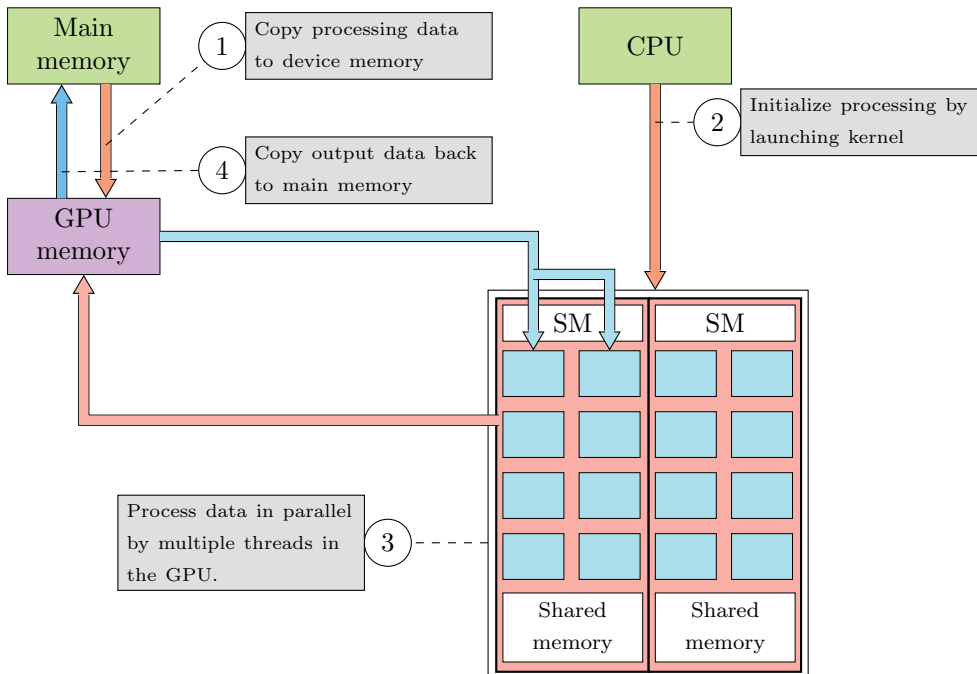 Main
memory
1
Copy processing data
to device memory
CPU
2
Initialize processing by
launching kernel
4
Copy output data back
to main memory
GPU
memory
SM
SM
Process data in parallel
by multiple threads in
the GPU.
3
Shared
memory
Shared
memory